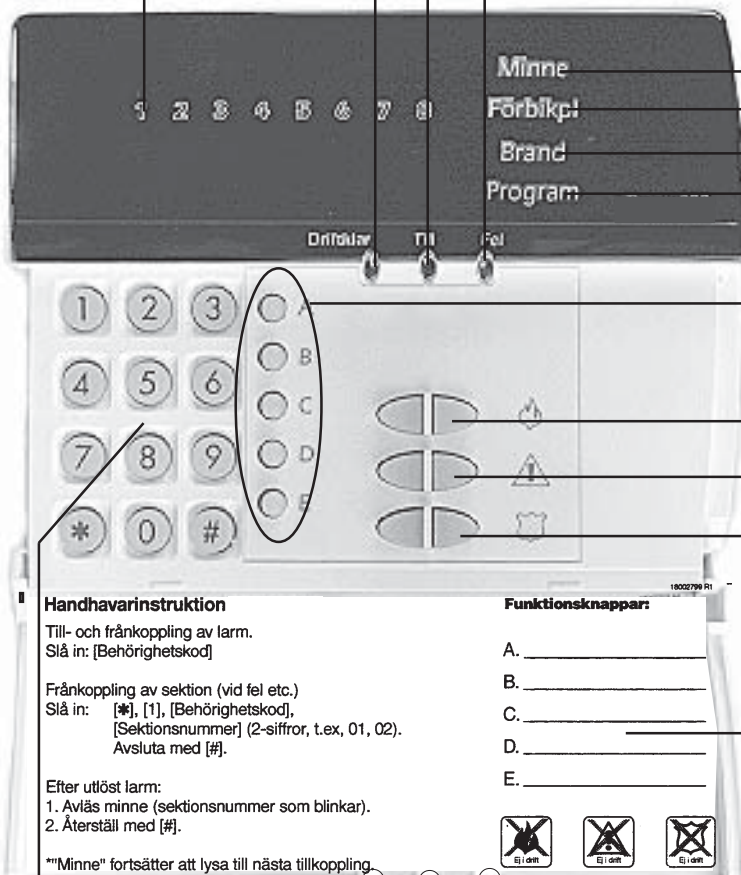 Minne
1 2 3 4 5 6 7 8 Förbikpl
Brand
Program
Driftklar Till Fel
1 2 3 A
B
4 5 6 C
7 8 9 D
* 0 # E
18002799 R1
Handhavarinstruktion
Till- och frånkoppling av larm.
Slå in: [Behörighetskod]
Frånkoppling av sektion (vid fel etc.)
Slå in: [✱], [1], [Behörighetskod],
[Sektionsnummer] (2-siffror, t.ex, 01, 02).
Avsluta med [#].
Efter utlöst larm:
1. Avläs minne (sektionsnummer som blinkar).
2. Återställ med [#].
*"Minne" fortsätter att lysa till nästa tillkoppling.
Funktionsknappar:
A.
B.
C.
D.
E.
Ej i drift Ej i drift Ej i drift